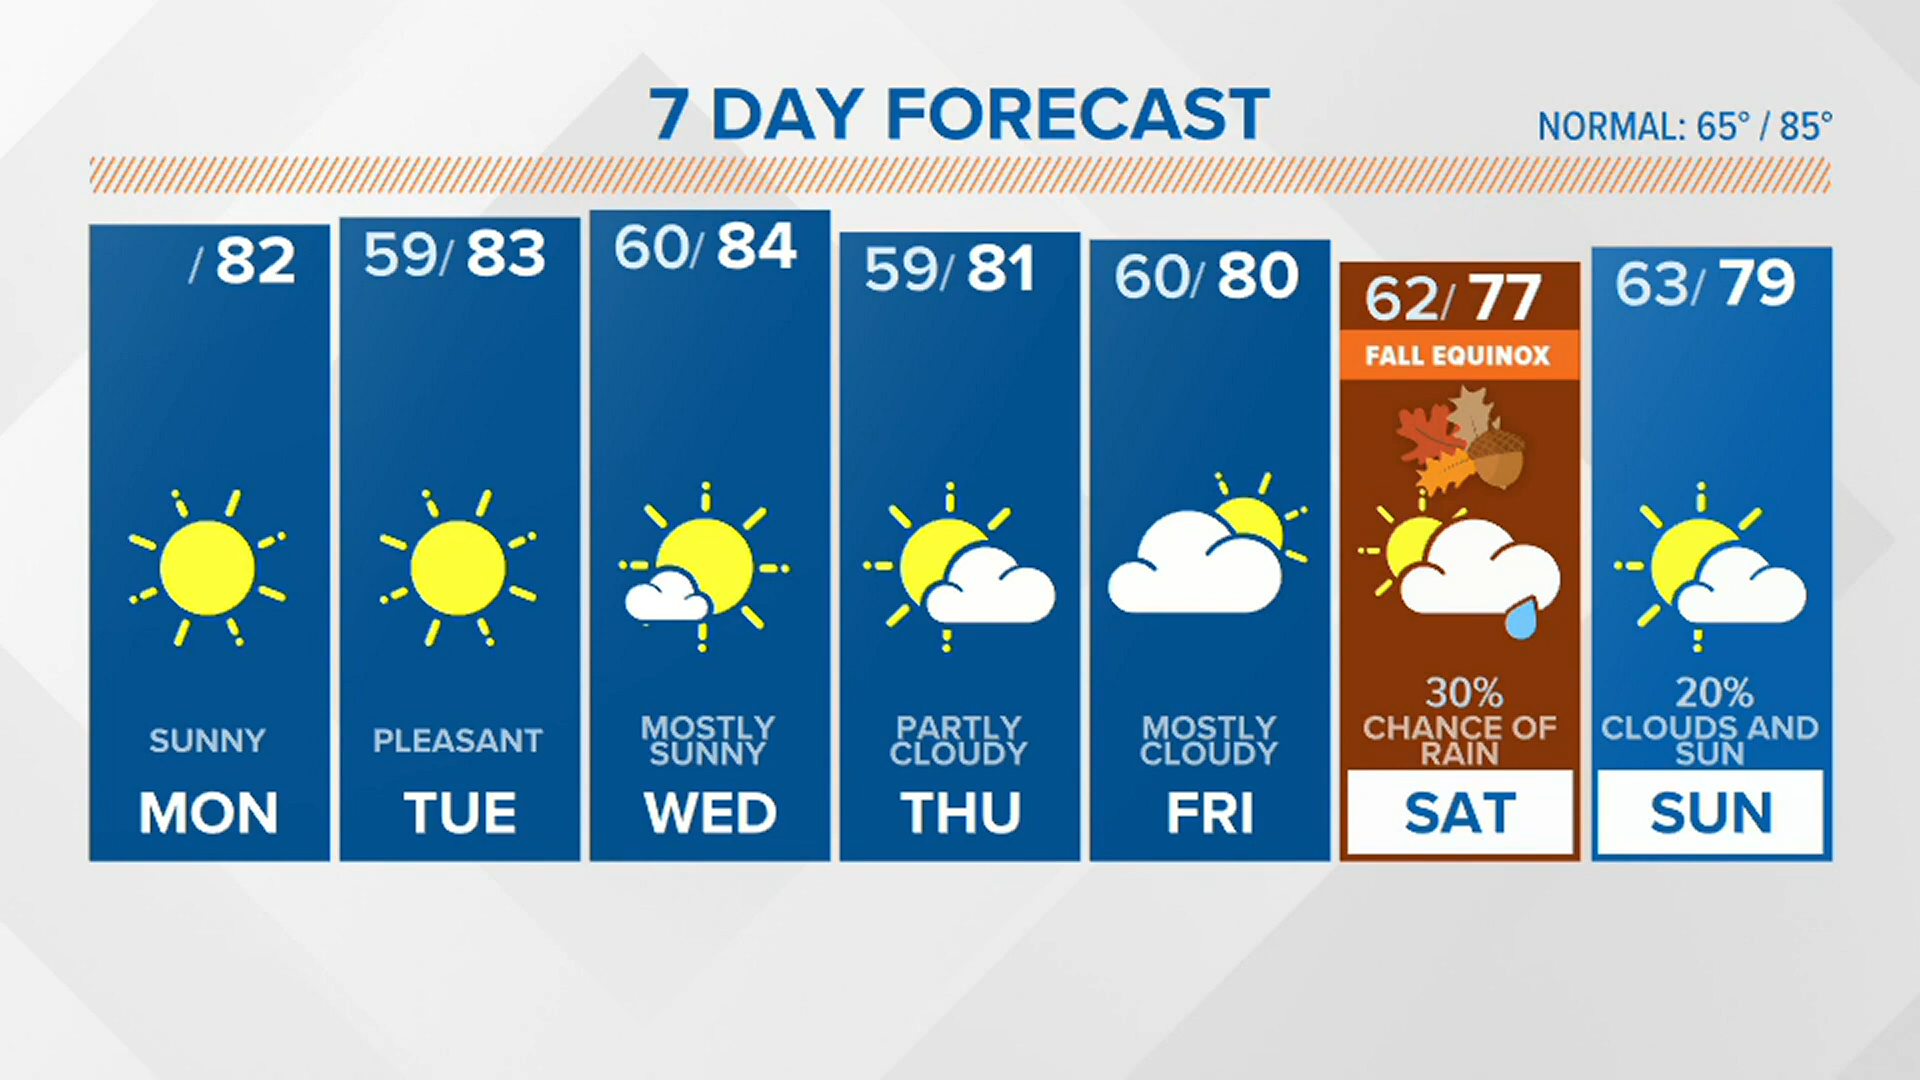 7 DAY FORECAST
NORMAL: 65° / 85°
/ 82
SUNNY
MON
59/ 83
PLEASANT
TUE
60/ 84
MOSTLY
SUNNY
WED
59/ 81
PARTLY
CLOUDY
THU
60/ 80
MOSTLY
CLOUDY
FRI
62/ 77
FALL EQUINOX
30%
CHANCE OF
RAIN
SAT
63/ 79
20%
CLOUDS AND
SUN
SUN